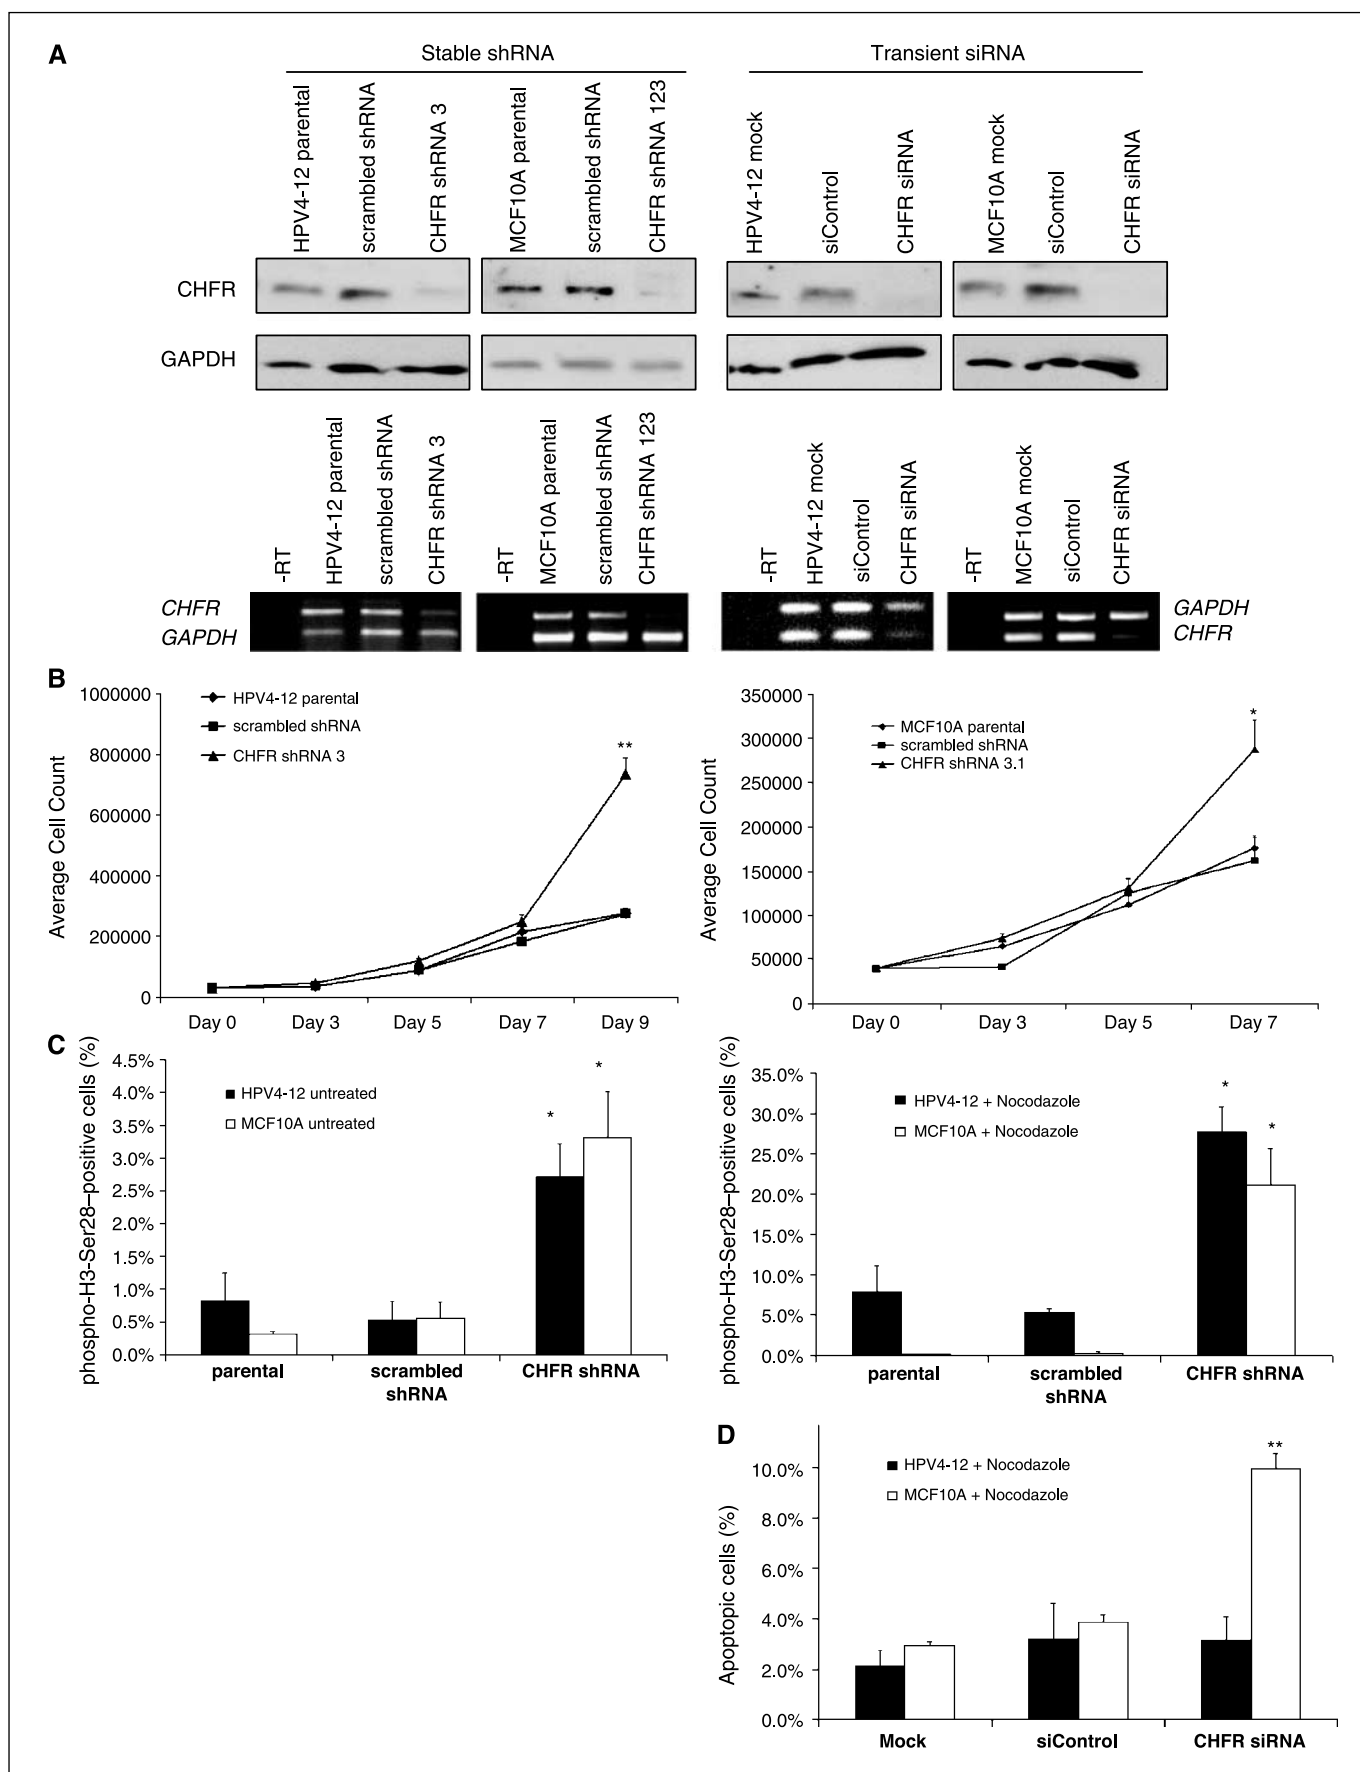 A
Stable shRNA
Transient siRNA
HPV4-12 parental
scrambled shRNA
CHFR shRNA 3
MCF10A parental
scrambled shRNA
CHFR shRNA 123
HPV4-12 mock
siControl
CHFR siRNA
MCF10A mock
siControl
CHFR siRNA
CHFR
GAPDH
-RT
HPV4-12 parental
scrambled shRNA
CHFR shRNA 3
-RT
MCF10A parental
scrambled shRNA
CHFR shRNA 123
-RT
HPV4-12 mock
siControl
CHFR siRNA
-RT
MCF10A mock
siControl
CHFR siRNA
CHFR
GAPDH
GAPDH
CHFR
B
Average Cell Count
1000000
800000
600000
400000
200000
0
HPV4-12 parental
scrambled shRNA
CHFR shRNA 3
**
Day 0 Day 3 Day 5 Day 7 Day 9
Average Cell Count
350000
300000
250000
200000
150000
100000
50000
0
MCF10A parental
scrambled shRNA
CHFR shRNA 3.1
*
Day 0 Day 3 Day 5 Day 7
C
phospho-H3-Ser28–positive cells (%)
4.5%
4.0%
3.5%
3.0%
2.5%
2.0%
1.5%
1.0%
0.5%
0.0%
HPV4-12 untreated
MCF10A untreated
*
*
parental
scrambled
shRNA
CHFR shRNA
phospho-H3-Ser28–positive cells (%)
35.0%
30.0%
25.0%
20.0%
15.0%
10.0%
5.0%
0.0%
HPV4-12 + Nocodazole
MCF10A + Nocodazole
*
*
parental
scrambled
shRNA
CHFR shRNA
D
Apoptopic cells (%)
10.0%
8.0%
6.0%
4.0%
2.0%
0.0%
HPV4-12 + Nocodazole
MCF10A + Nocodazole
**
Mock
siControl
CHFR siRNA